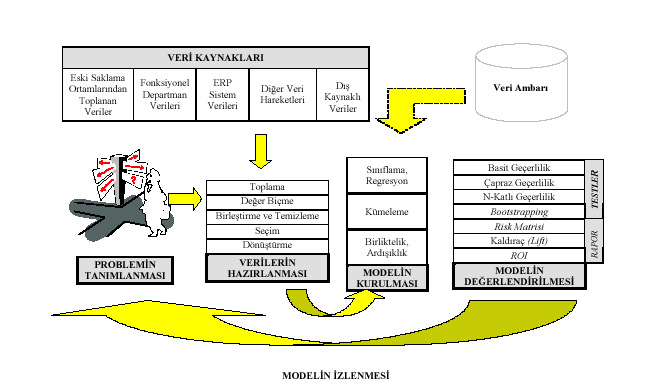 VERİ KAYNAKLARI
Eski Saklama
Ortamlarından
Toplanan
Veriler
Fonksiyonel
Departman
Verileri
ERP
Sistem
Verileri
Diğer Veri
Hareketleri
Dış
Kaynaklı
Veriler
Veri Ambarı
?
PROBLEMİN
TANIMLANMASI
Toplama
Değer Biçme
Birleştirme ve Temizleme
Seçim
Dönüştürme
VERİLERİN
HAZIRLANMASI
Sınıflama,
Regresyon
Kümeleme
Birliktelik,
Ardışıklık
MODELİN
KURULMASI
Basit Geçerlilik
Çapraz Geçerlilik
N-Katlı Geçerlilik
Bootstrapping
Risk Matrisi
Kaldıraç (Lift)
ROI
TESTLER
RAPOR
MODELİN
DEĞERLENDİRİLMESİ
MODELİN İZLENMESİ